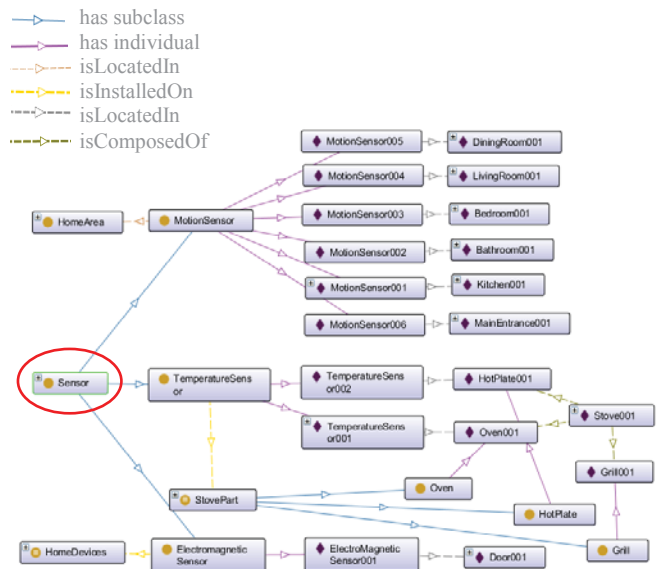 has subclass
has individual
isLocatedIn
isInstalledOn
isLocatedIn
isComposedOf
MotionSensor005
DiningRoom001
MotionSensor004
LivingRoom001
HomeArea
MotionSensor
MotionSensor003
Bedroom001
MotionSensor002
Bathroom001
MotionSensor001
Kitchen001
MotionSensor006
MainEntrance001
Sensor
TemperatureSens
or
TemperatureSens
or002
HotPlate001
Stove001
TemperatureSens
or001
Oven001
Grill001
StovePart
Oven
HotPlate
HomeDevices
Electromagnetic
Sensor
ElectroMagnetic
Sensor001
Door001
Grill